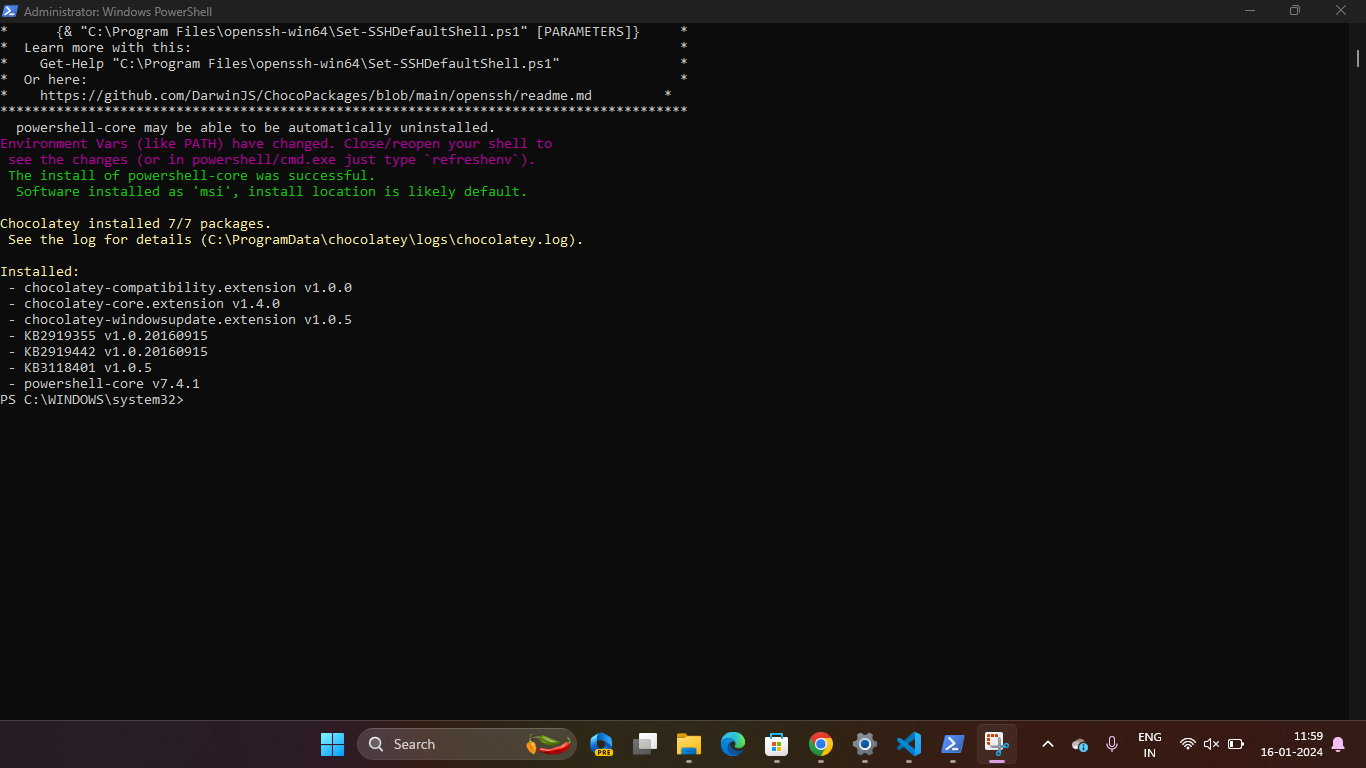 Administrator: Windows PowerShell
*      {& "C:\Program Files\openssh-win64\Set-SSHDefaultShell.ps1" [PARAMETERS]}     *
*  Learn more with this:                                                             *
*    Get-Help "C:\Program Files\openssh-win64\Set-SSHDefaultShell.ps1"               *
*  Or here:                                                                          *
*    https://github.com/DarwinJS/ChocoPackages/blob/main/openssh/readme.md         *
**************************************************************************************
  powershell-core may be able to be automatically uninstalled.
Environment Vars (like PATH) have changed. Close/reopen your shell to
 see the changes (or in powershell/cmd.exe just type `refreshenv`).
 The install of powershell-core was successful.
  Software installed as 'msi', install location is likely default.
Chocolatey installed 7/7 packages.
 See the log for details (C:\ProgramData\chocolatey\logs\chocolatey.log).
Installed:
 - chocolatey-compatibility.extension v1.0.0
 - chocolatey-core.extension v1.4.0
 - chocolatey-windowsupdate.extension v1.0.5
 - KB2919355 v1.0.20160915
 - KB2919442 v1.0.20160915
 - KB3118401 v1.0.5
 - powershell-core v7.4.1
PS C:\WINDOWS\system32>
Search
PRE
ENG
IN
11:59
16-01-2024